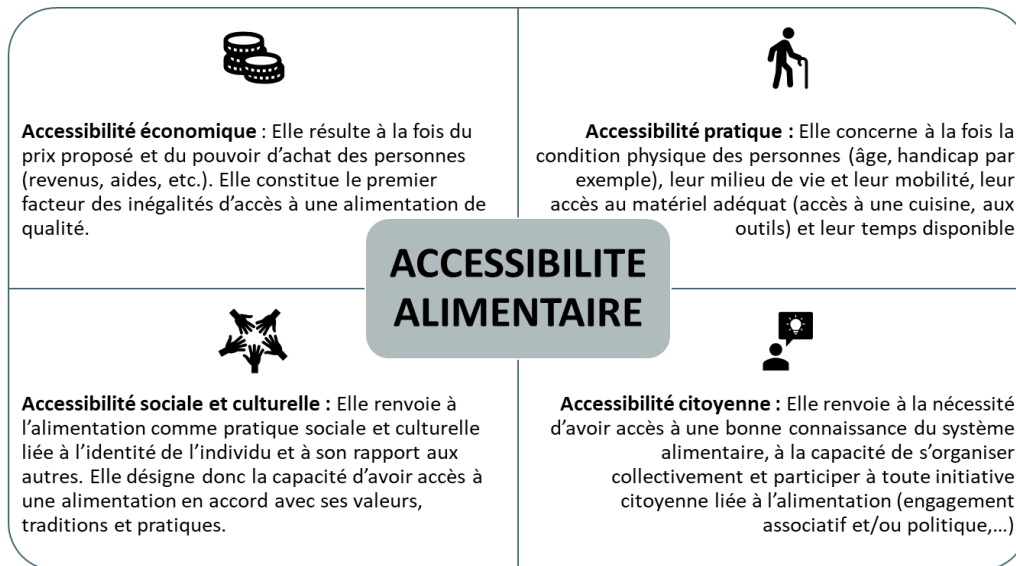 Accessibilité économique : Elle résulte à la fois du
prix proposé et du pouvoir d'achat des personnes
(revenus, aides, etc.). Elle constitue le premier
facteur des inégalités d'accès à une alimentation de
qualité.
Accessibilité pratique : Elle concerne à la fois la
condition physique des personnes (âge, handicap par
exemple), leur milieu de vie et leur mobilité, leur
accès au matériel adéquat (accès à une cuisine, aux
outils) et leur temps disponible
ACCESSIBILITE
ALIMENTAIRE
Accessibilité sociale et culturelle : Elle renvoie à
l'alimentation comme pratique sociale et culturelle
liée à l'identité de l'individu et à son rapport aux
autres. Elle désigne donc la capacité d'avoir accès à
une alimentation en accord avec ses valeurs,
traditions et pratiques.
Accessibilité citoyenne : Elle renvoie à la nécessité
d'avoir accès à une bonne connaissance du système
alimentaire, à la capacité de s'organiser
collectivement et participer à toute initiative
citoyenne liée à l'alimentation (engagement
associatif et/ou politique,...)